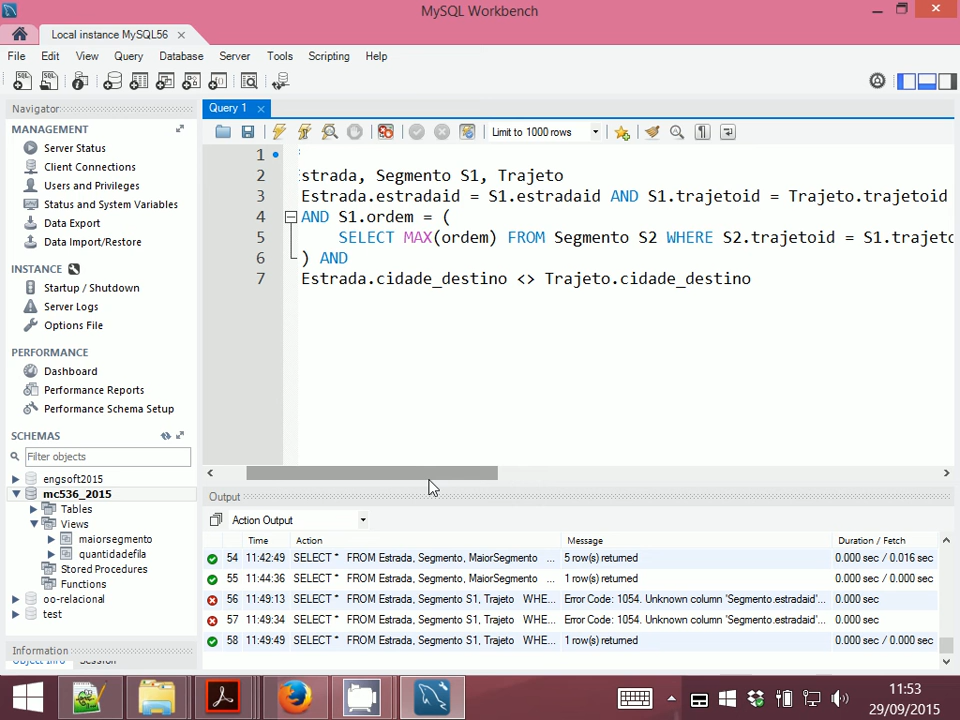 MySQL Workbench
Local instance MySQL56
File Edit View Query Database Server Tools Scripting Help
Navigator
Query 1
MANAGEMENT
Server Status
Client Connections
Users and Privileges
Status and System Variables
Data Export
Data Import/Restore
INSTANCE
Startup / Shutdown
Server Logs
Options File
PERFORMANCE
Dashboard
Performance Reports
Performance Schema Setup
SCHEMAS
Filter objects
engsoft2015
mc536_2015
Tables
Views
maiorsegmento
quantidadefila
Stored Procedures
Functions
oo-relacional
test
Information
Object Info Session
Limit to 1000 rows
1
2 strada, Segmento S1, Trajeto
3 Estrada.estradaid = S1.estradaid AND S1.trajetoid = Trajeto.trajetoid
4 AND S1.ordem = (
5 SELECT MAX(ordem) FROM Segmento S2 WHERE S2.trajetoid = S1.trajeto
6 ) AND
7 Estrada.cidade_destino <> Trajeto.cidade_destino
Output
Action Output
Time Action Message Duration / Fetch
54 11:42:49 SELECT * FROM Estrada, Segmento, MaiorSegmento ... 5 row(s) returned 0.000 sec / 0.016 sec
55 11:44:36 SELECT * FROM Estrada, Segmento, MaiorSegmento ... 1 row(s) returned 0.000 sec / 0.000 sec
56 11:49:13 SELECT * FROM Estrada, Segmento S1, Trajeto WHE... Error Code: 1054. Unknown column 'Segmento.estradaid'... 0.000 sec
57 11:49:34 SELECT * FROM Estrada, Segmento S1, Trajeto WHE... Error Code: 1054. Unknown column 'Segmento.estradaid'... 0.000 sec
58 11:49:49 SELECT * FROM Estrada, Segmento S1, Trajeto WHE... 1 row(s) returned 0.000 sec / 0.000 sec
11:53
29/09/2015